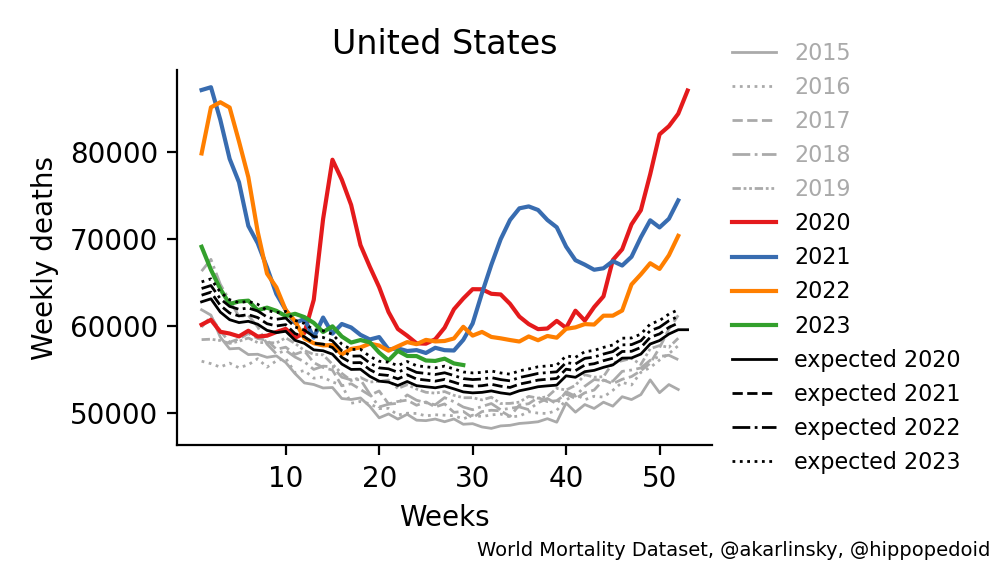 United States
Weekly deaths
80000
70000
60000
50000
10 20 30 40 50
Weeks
2015
2016
2017
2018
2019
2020
2021
2022
2023
expected 2020
expected 2021
expected 2022
expected 2023
World Mortality Dataset, @akarlinsky, @hippopedoid